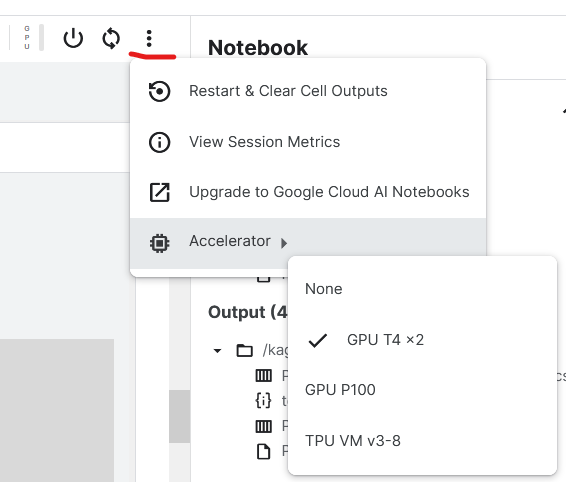 GPU
Notebook
Restart & Clear Cell Outputs
View Session Metrics
Upgrade to Google Cloud AI Notebooks
Accelerator
None
Output (4
GPU T4 ×2
/kag
GPU P100
TPU VM v3-8